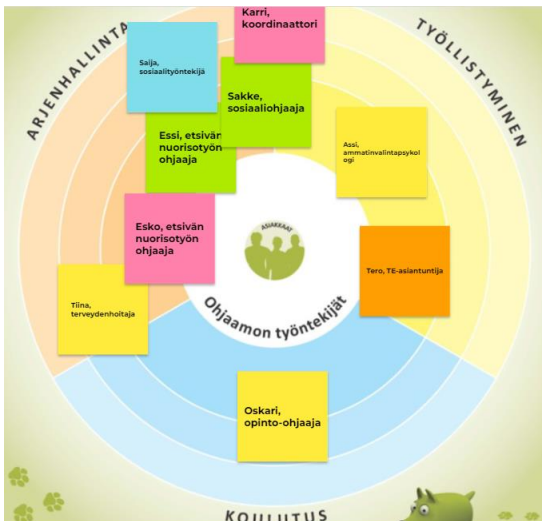 Karri,
koordinaattori
ARJENHALLINTA
TYÖLLISTYMINEN
Saija,
sosiaalityöntekijä
Sakke,
sosiaaliohjaaja
Essi, etsivän
nuorisotyön
ohjaaja
Assi,
ammatinvalintapsykol
ogi
Esko, etsivän
nuorisotyön
ohjaaja
ASIAKKAAT
Tero, TE-asiantuntija
Tiina,
terveydenhoitaja
Ohjaamon työntekijät
Oskari,
opinto-ohjaaja
KOULUTUS